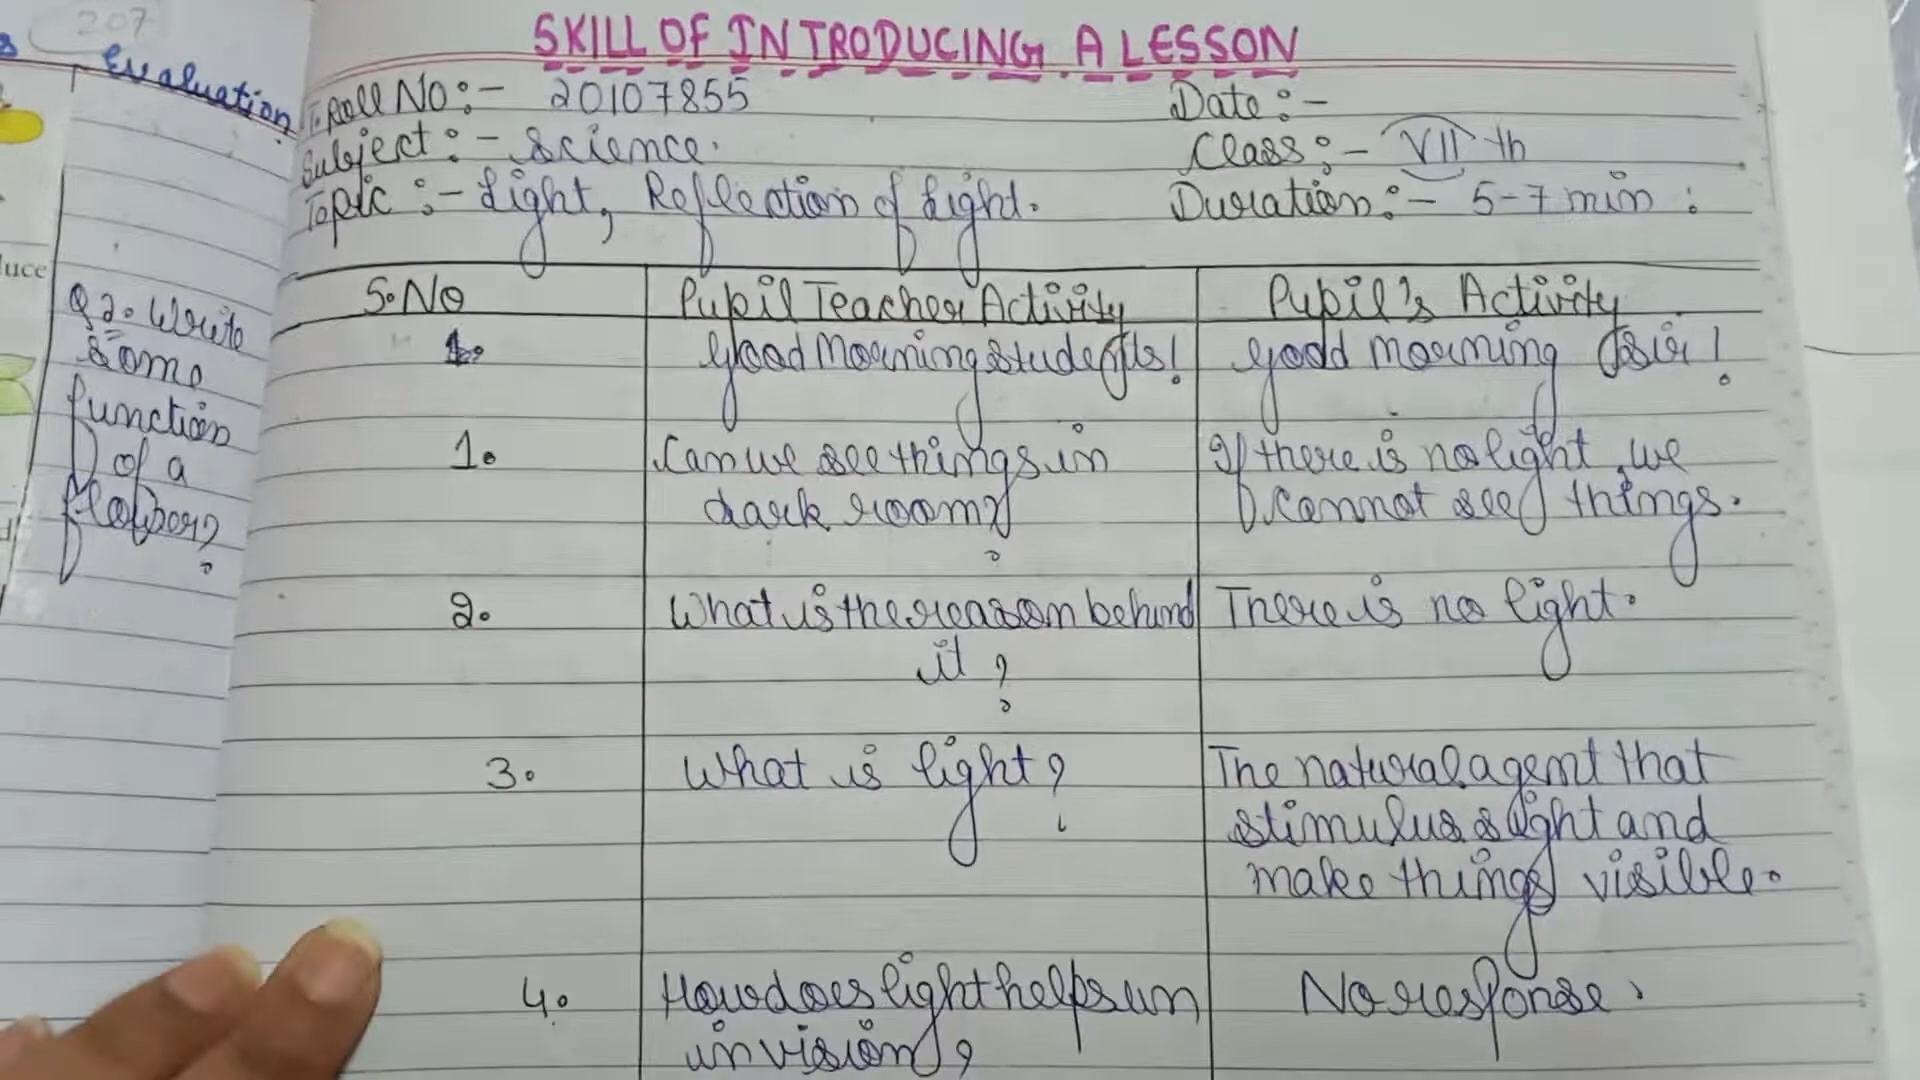 207
Evaluation
luce
Q2. Write
some
function
of a
flower?
SKILL OF INTRODUCING A LESSON
Roll No:- 20107855
Date:-
Subject:- Science.
Class:- VII th
Topic:- Light, Reflection of Light.
Duration:- 5-7 min :
S.No
Pupil Teacher Activity
Pupil's Activity
Good Morning students!
Good Morning sir!
1.
Can we see things in
dark room?
If there is no light, we
cannot see things.
2.
What is the reason behind
it?
There is no light.
3.
What is light?
The natural agent that
stimulus sight and
make things visible.
4.
How does light helps un
in vision?
No response.